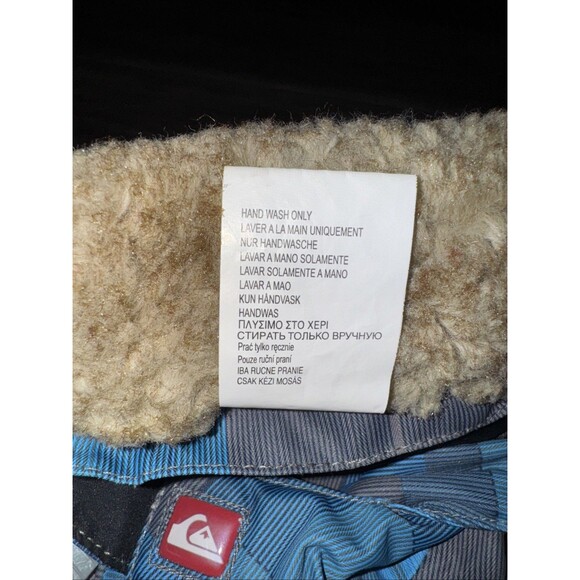 HAND WASH ONLY
LAVER A LA MAIN UNIQUEMENT
NUR HANDWASCHE
LAVAR A MANO SOLAMENTE
LAVAR SOLAMENTE A MANO
LAVAR A MAO
KUN HÅNDVASK
HANDWAS
ΠΛΥΣΙΜΟ ΣΤΟ ΧΕΡΙ
СТИРАТЬ ТОЛЬКО ВРУЧНУЮ
Prać tylko ręcznie
Pouze ruční praní
IBA RUCNE PRANIE
CSAK KÉZI MOSÁS